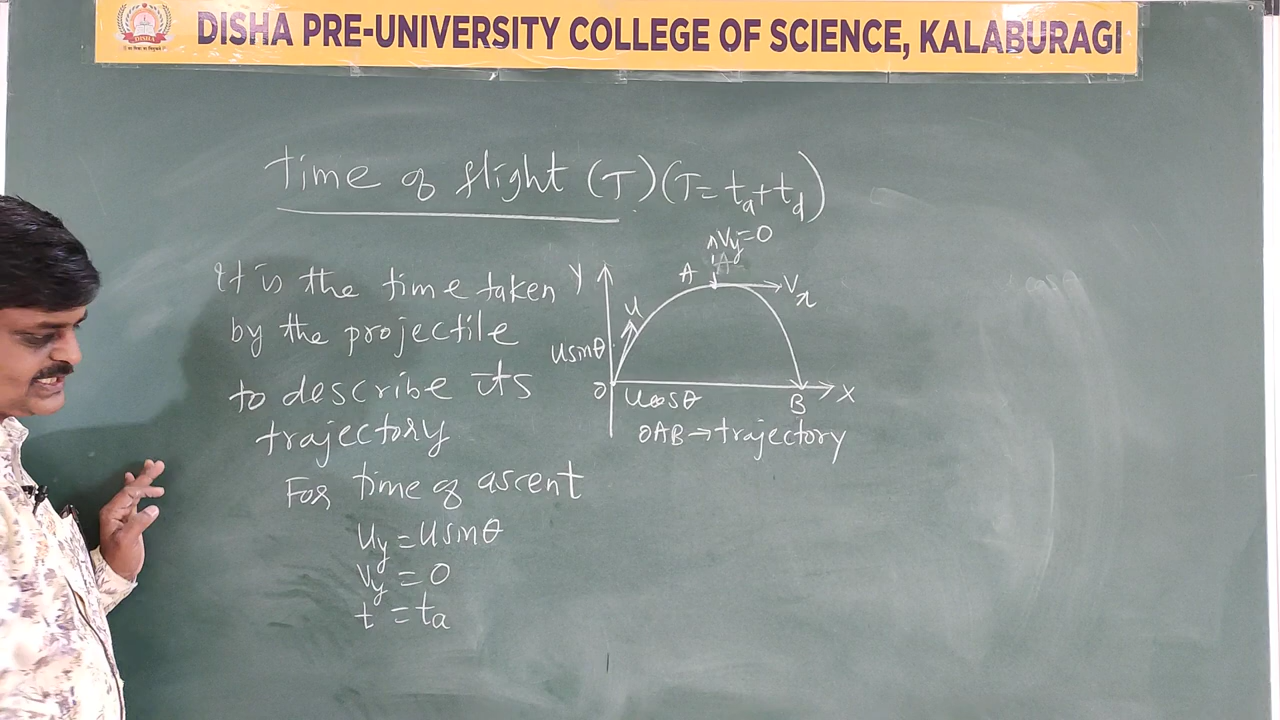 DISHA PRE-UNIVERSITY COLLEGE OF SCIENCE, KALABURAGI
DISHA
Time of flight (T) (T = ta + td)
It is the time taken
by the projectile
to describe its
trajectory
For time of ascent
uy = usinθ
vy = 0
t = ta
Vy = 0
A
Vx
Y
u
usinθ
O
ucosθ
B
X
OAB → trajectory